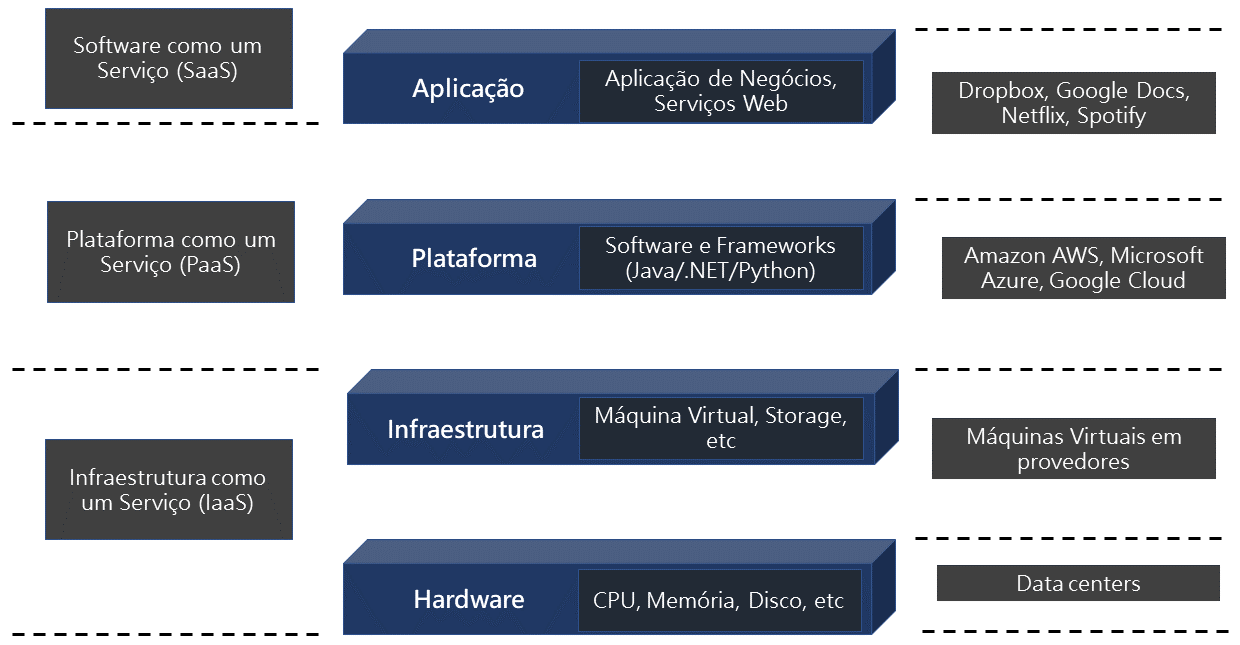 Software como um
Serviço (SaaS)
Aplicação
Aplicação de Negócios,
Serviços Web
Dropbox, Google Docs,
Netflix, Spotify
Plataforma como um
Serviço (PaaS)
Plataforma
Software e Frameworks
(Java/.NET/Python)
Amazon AWS, Microsoft
Azure, Google Cloud
Infraestrutura como
um Serviço (IaaS)
Infraestrutura
Máquina Virtual, Storage,
etc
Máquinas Virtuais em
provedores
Hardware
CPU, Memória, Disco, etc
Data centers